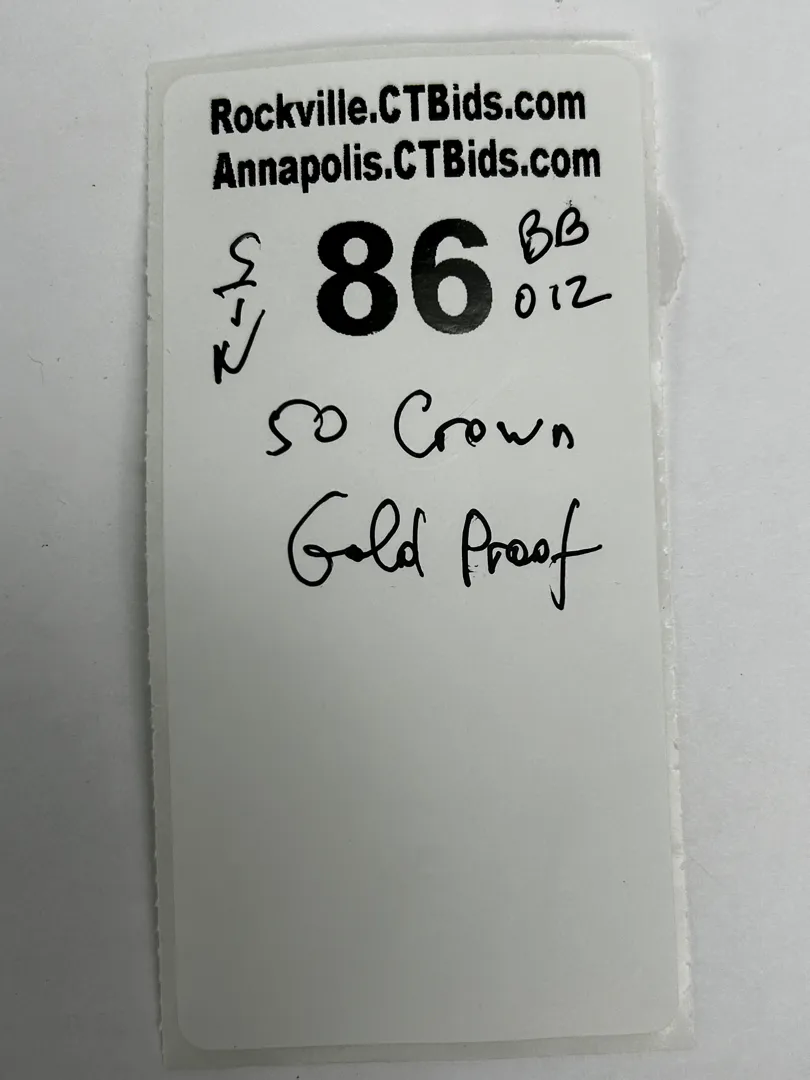 Rockville.CTBids.com
Annapolis.CTBids.com
86
BB
012
50 Crown
Gold Proof